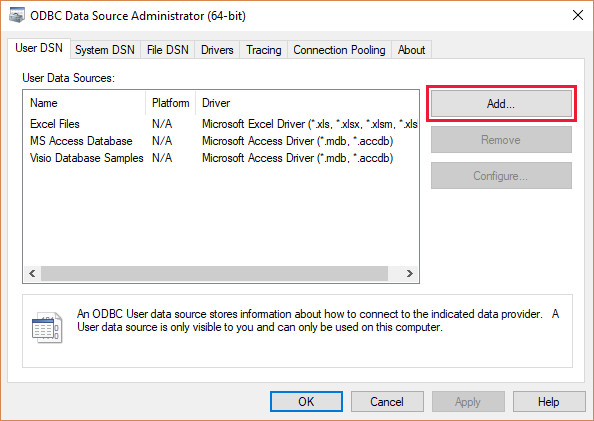 ODBC Data Source Administrator (64-bit)
User DSN System DSN File DSN Drivers Tracing Connection Pooling About
User Data Sources:
Name Platform Driver
Excel Files N/A Microsoft Excel Driver (*.xls, *.xlsx, *.xlsm, *.xls
MS Access Database N/A Microsoft Access Driver (*.mdb, *.accdb)
Visio Database Samples N/A Microsoft Access Driver (*.mdb, *.accdb)
Add...
Remove
Configure...
An ODBC User data source stores information about how to connect to the indicated data provider. A
User data source is only visible to you and can only be used on this computer.
OK Cancel Apply Help